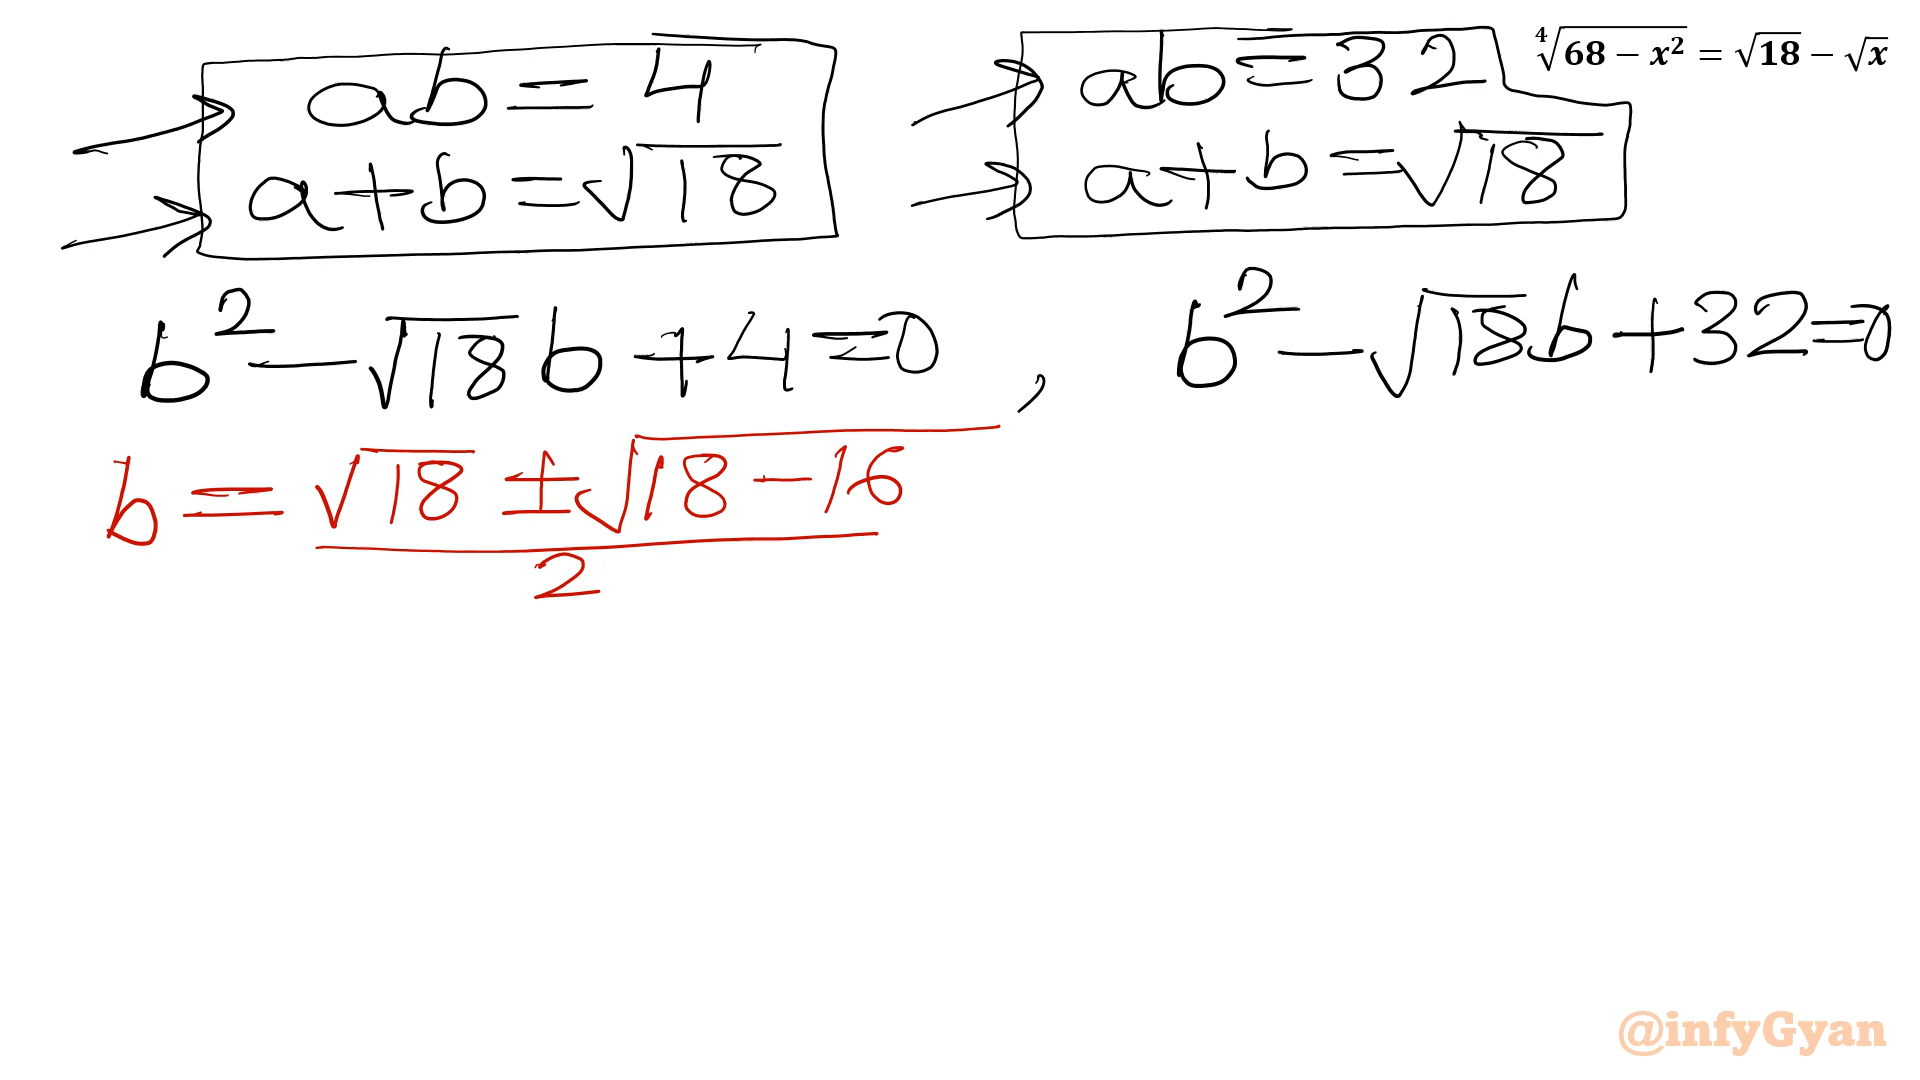 ∜(68 − x²) = √18 − √x
ab = 4
a + b = √18
ab = 32
a + b = √18
b² − √18 b + 4 = 0 , b² − √18 b + 32 = 0
b = (√18 ± √(18 − 16)) / 2
@infyGyan